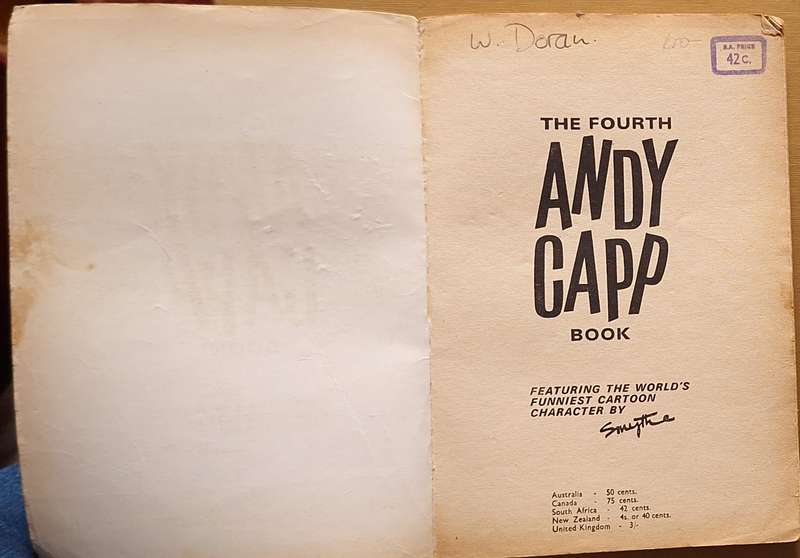 W. Doran.
S.A. PRICE
42c.
THE FOURTH
ANDY
CAPP
BOOK
FEATURING THE WORLD'S
FUNNIEST CARTOON
CHARACTER BY
Smythe
Australia - 50 cents.
Canada - 75 cents.
South Africa - 42 cents.
New Zealand - 4s. or 40 cents.
United Kingdom - 3/-